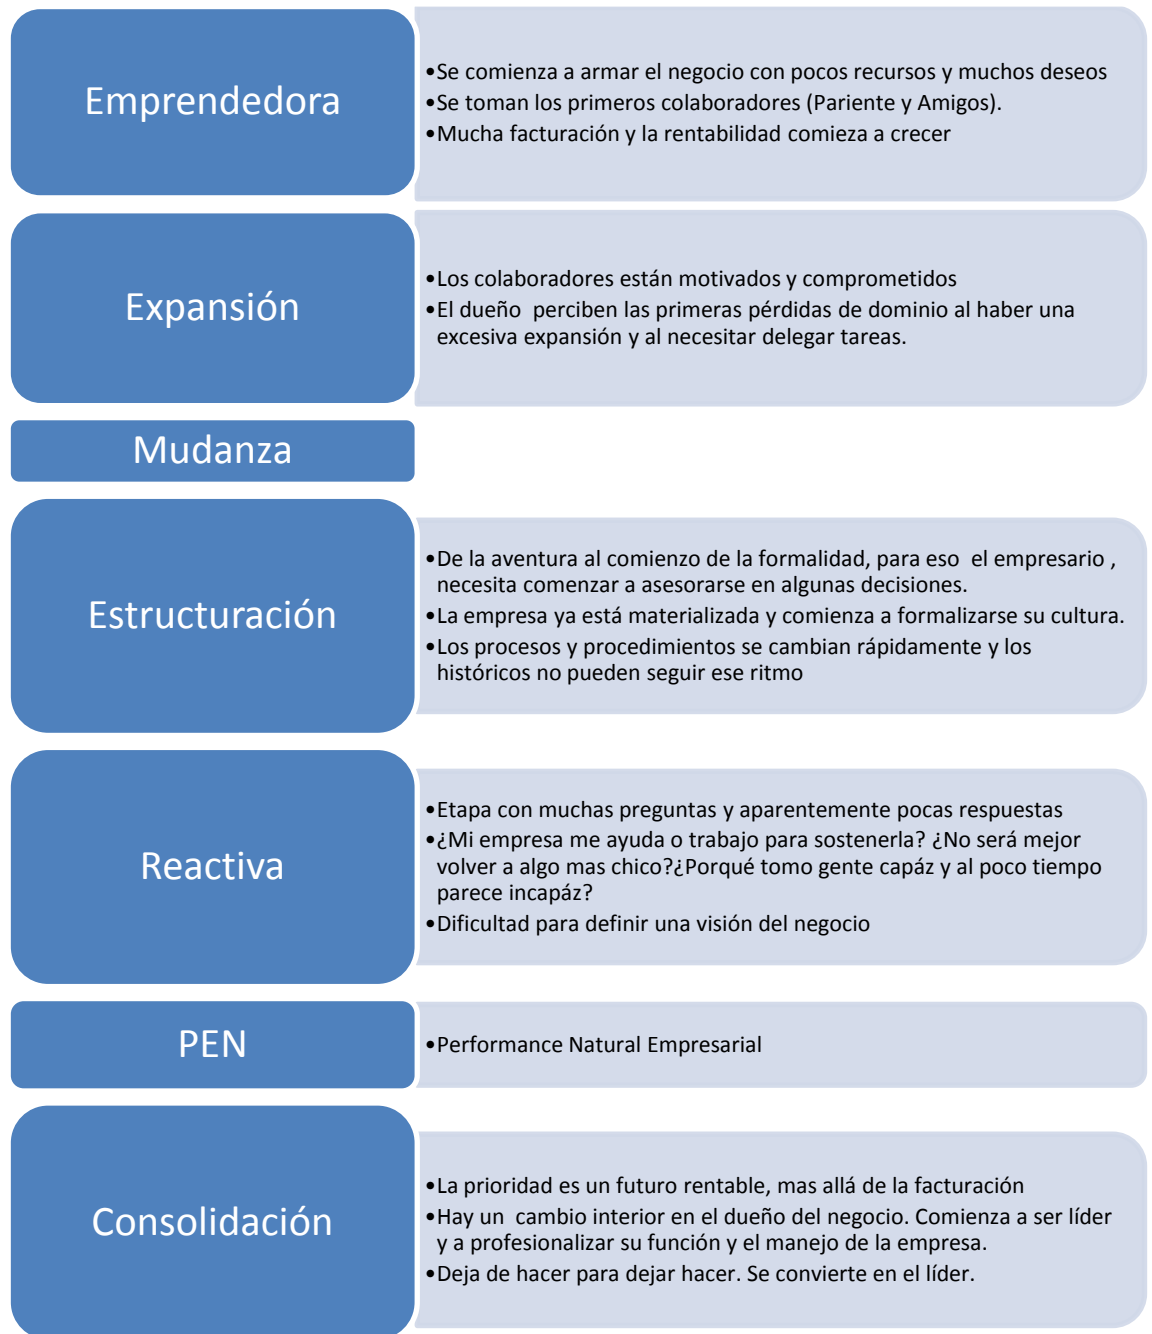 Emprendedora
•Se comienza a armar el negocio con pocos recursos y muchos deseos
•Se toman los primeros colaboradores (Pariente y Amigos).
•Mucha facturación y la rentabilidad comieza a crecer
Expansión
•Los colaboradores están motivados y comprometidos
•El dueño  perciben las primeras pérdidas de dominio al haber una
excesiva expansión y al necesitar delegar tareas.
Mudanza
Estructuración
•De la aventura al comienzo de la formalidad, para eso  el empresario ,
necesita comenzar a asesorarse en algunas decisiones.
•La empresa ya está materializada y comienza a formalizarse su cultura.
•Los procesos y procedimientos se cambian rápidamente y los
históricos no pueden seguir ese ritmo
Reactiva
•Etapa con muchas preguntas y aparentemente pocas respuestas
•¿Mi empresa me ayuda o trabajo para sostenerla? ¿No será mejor
volver a algo mas chico?¿Porqué tomo gente capáz y al poco tiempo
parece incapáz?
•Dificultad para definir una visión del negocio
PEN
•Performance Natural Empresarial
Consolidación
•La prioridad es un futuro rentable, mas allá de la facturación
•Hay un  cambio interior en el dueño del negocio. Comienza a ser líder
y a profesionalizar su función y el manejo de la empresa.
•Deja de hacer para dejar hacer. Se convierte en el líder.